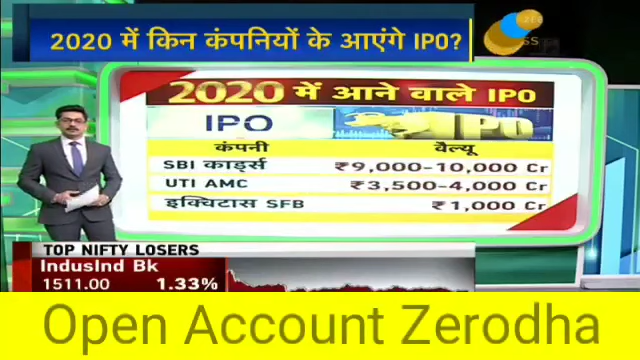 2020 में किन कंपनियों के आएंगे IPO?
2020 में आने वाले IPO
IPO
IPO
कंपनी वैल्यू
SBI कार्ड्स ₹9,000-10,000 Cr
UTI AMC ₹3,500-4,000 Cr
इक्विटास SFB ₹1,000 Cr
TOP NIFTY LOSERS
IndusInd Bk
1511.00 1.33%
Open Account Zerodha